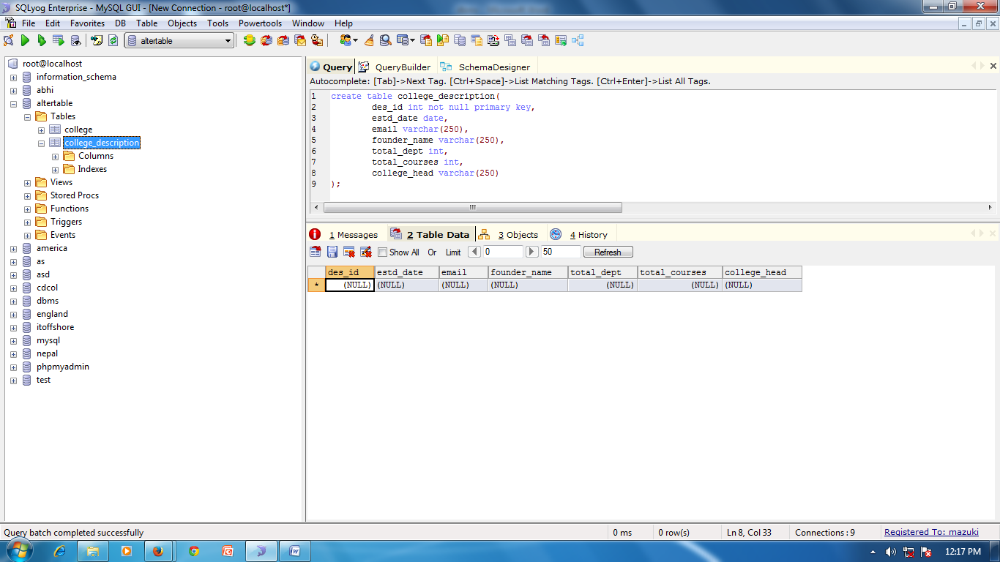 SQLyog Enterprise - MySQL GUI - [New Connection - root@localhost*]
File Edit Favorites DB Table Objects Tools Powertools Window Help
altertable
root@localhost
information_schema
abhi
altertable
Tables
college
college_description
Columns
Indexes
Views
Stored Procs
Functions
Triggers
Events
america
as
asd
cdcol
dbms
england
itoffshore
mysql
nepal
phpmyadmin
test
Query QueryBuilder SchemaDesigner
Autocomplete: [Tab]->Next Tag. [Ctrl+Space]->List Matching Tags. [Ctrl+Enter]->List All Tags.
1 create table college_description(
2 des_id int not null primary key,
3 estd_date date,
4 email varchar(250),
5 founder_name varchar(250),
6 total_dept int,
7 total_courses int,
8 college_head varchar(250)
9 );
1 Messages 2 Table Data 3 Objects 4 History
Show All Or Limit 0 50 Refresh
des_id estd_date email founder_name total_dept total_courses college_head
* (NULL) (NULL) (NULL) (NULL) (NULL) (NULL) (NULL)
Query batch completed successfully 0 ms 0 row(s) Ln 8, Col 33 Connections : 9 Registered To: mazuki
12:17 PM